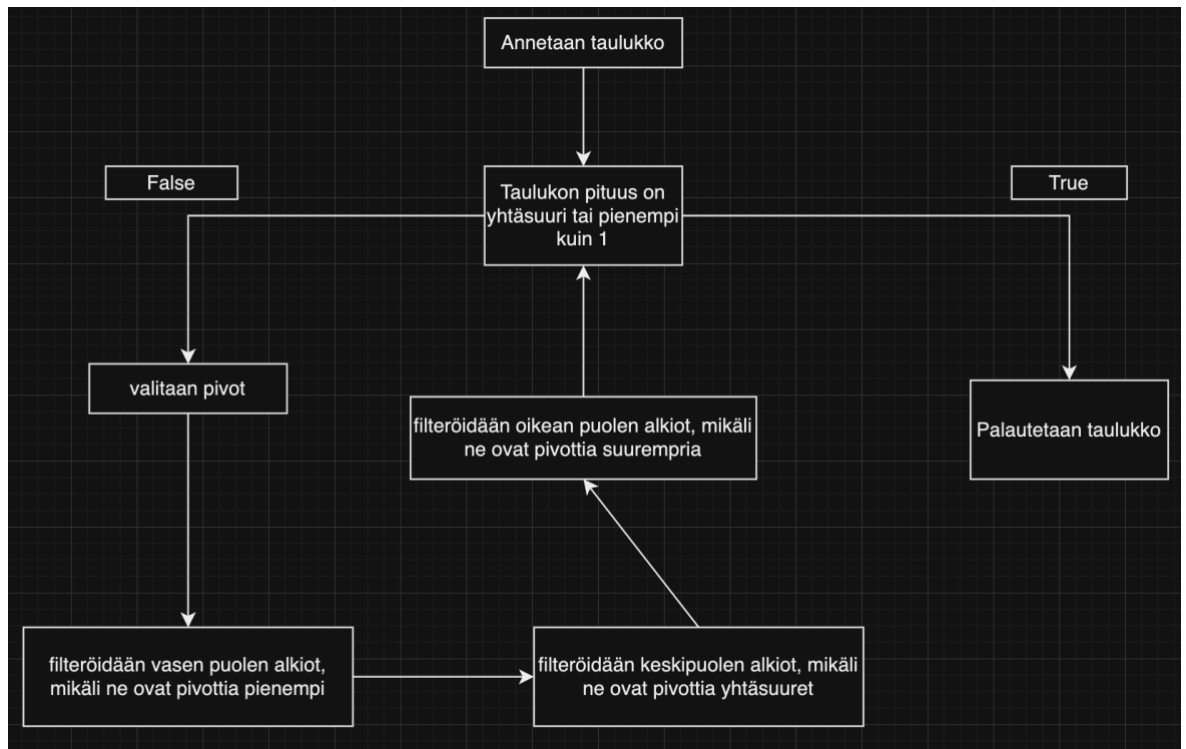 Annetaan taulukko
False
Taulukon pituus on
yhtäsuuri tai pienempi
kuin 1
True
valitaan pivot
filteröidään oikean puolen alkiot, mikäli
ne ovat pivottia suurempria
Palautetaan taulukko
filteröidään vasen puolen alkiot,
mikäli ne ovat pivottia pienempi
filteröidään keskipuolen alkiot, mikäli
ne ovat pivottia yhtäsuuret